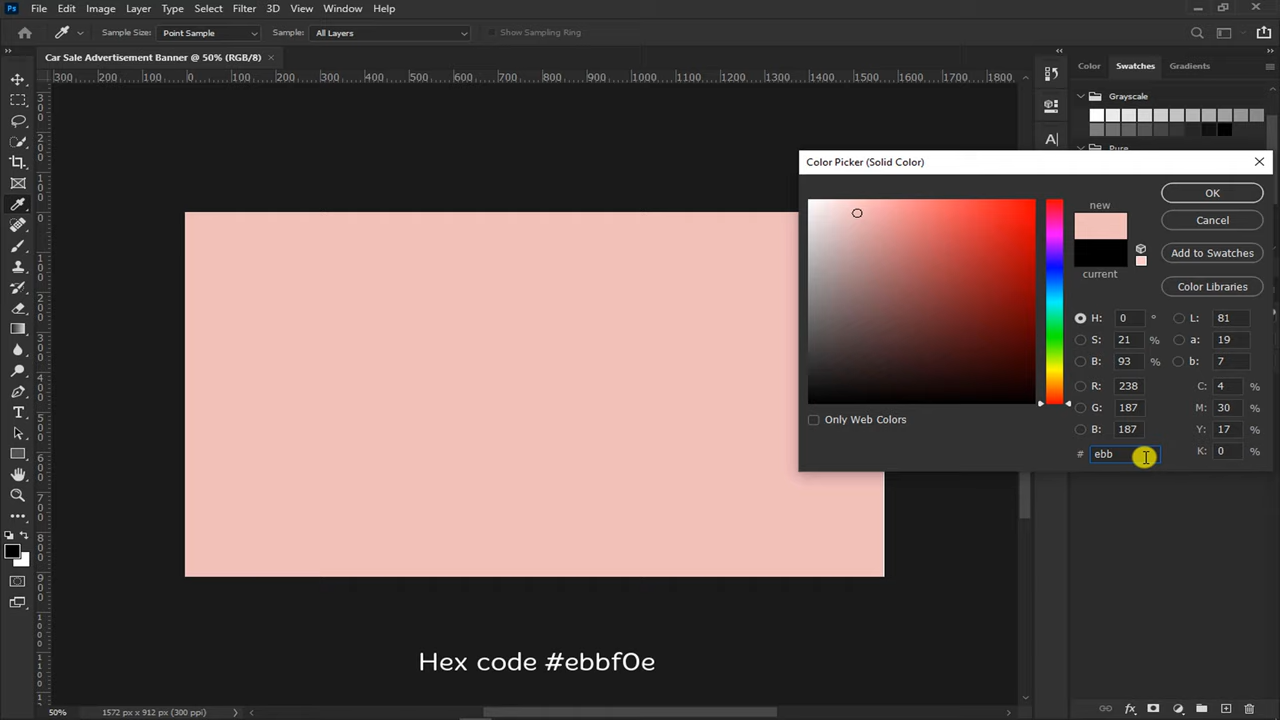 Ps File Edit Image Layer Type Select Filter 3D View Window Help
Sample Size: Point Sample Sample: All Layers Show Sampling Ring
Car Sale Advertisement Banner @ 50% (RGB/8) ×
Color Swatches Gradients
300 200 100 0 100 200 300 400 500 600 700 800 900 1000 1100 1200 1300 1400 1500 1600 1700 1800
Grayscale
Pure
Color Picker (Solid Color)
new
current
OK
Cancel
Add to Swatches
Color Libraries
H: 0 ° L: 81
S: 21 % a: 19
B: 93 % b: 7
R: 238 C: 4 %
G: 187 M: 30 %
B: 187 Y: 17 %
# ebb K: 0 %
Only Web Colors
Hex code #ebbf0e
50% 1572 px x 912 px (300 ppi)